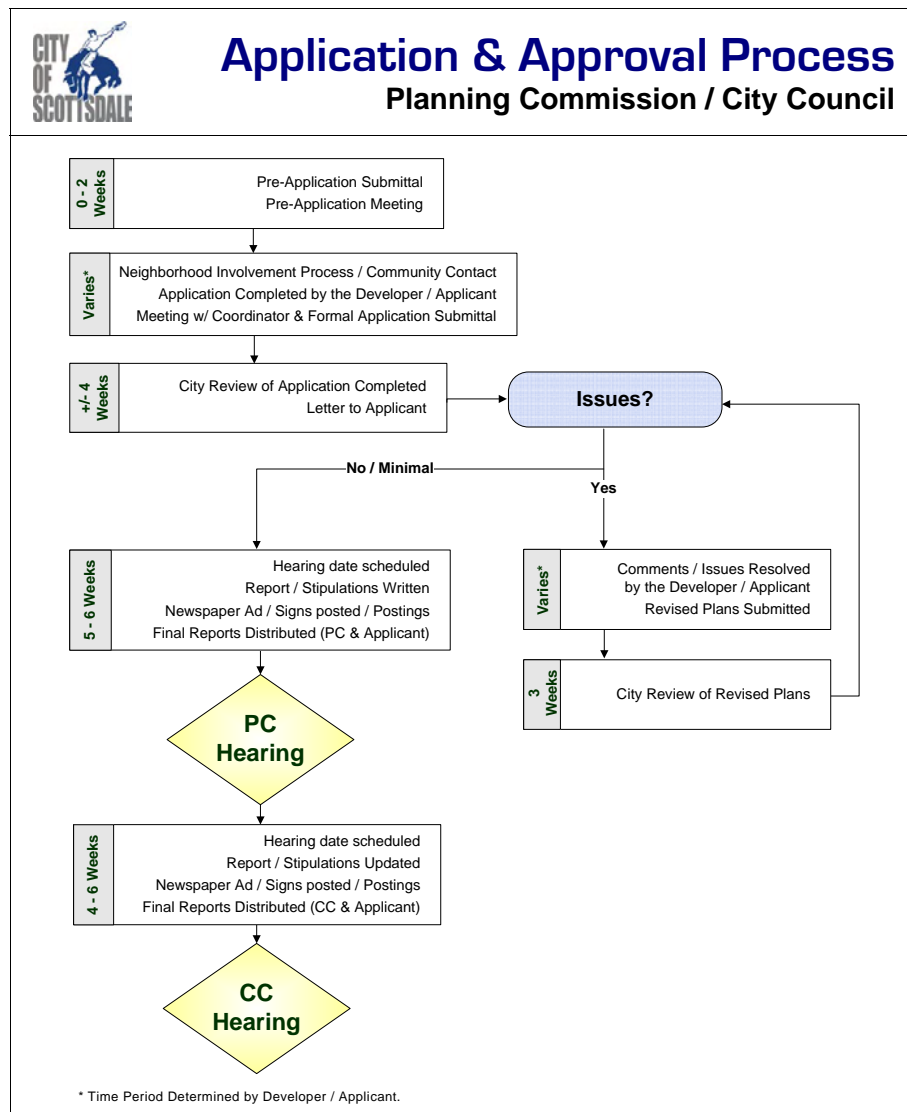 CITY
OF
SCOTTSDALE
Application & Approval Process
Planning Commission / City Council
0 - 2
Weeks
Pre-Application Submittal
Pre-Application Meeting
Varies*
Neighborhood Involvement Process / Community Contact
Application Completed by the Developer / Applicant
Meeting w/ Coordinator & Formal Application Submittal
+/- 4
Weeks
City Review of Application Completed
Letter to Applicant
Issues?
No / Minimal
Yes
5 - 6 Weeks
Hearing date scheduled
Report / Stipulations Written
Newspaper Ad / Signs posted / Postings
Final Reports Distributed (PC & Applicant)
Varies*
Comments / Issues Resolved
by the Developer / Applicant
Revised Plans Submitted
3
Weeks
City Review of Revised Plans
PC
Hearing
4 - 6 Weeks
Hearing date scheduled
Report / Stipulations Updated
Newspaper Ad / Signs posted / Postings
Final Reports Distributed (CC & Applicant)
CC
Hearing
* Time Period Determined by Developer / Applicant.